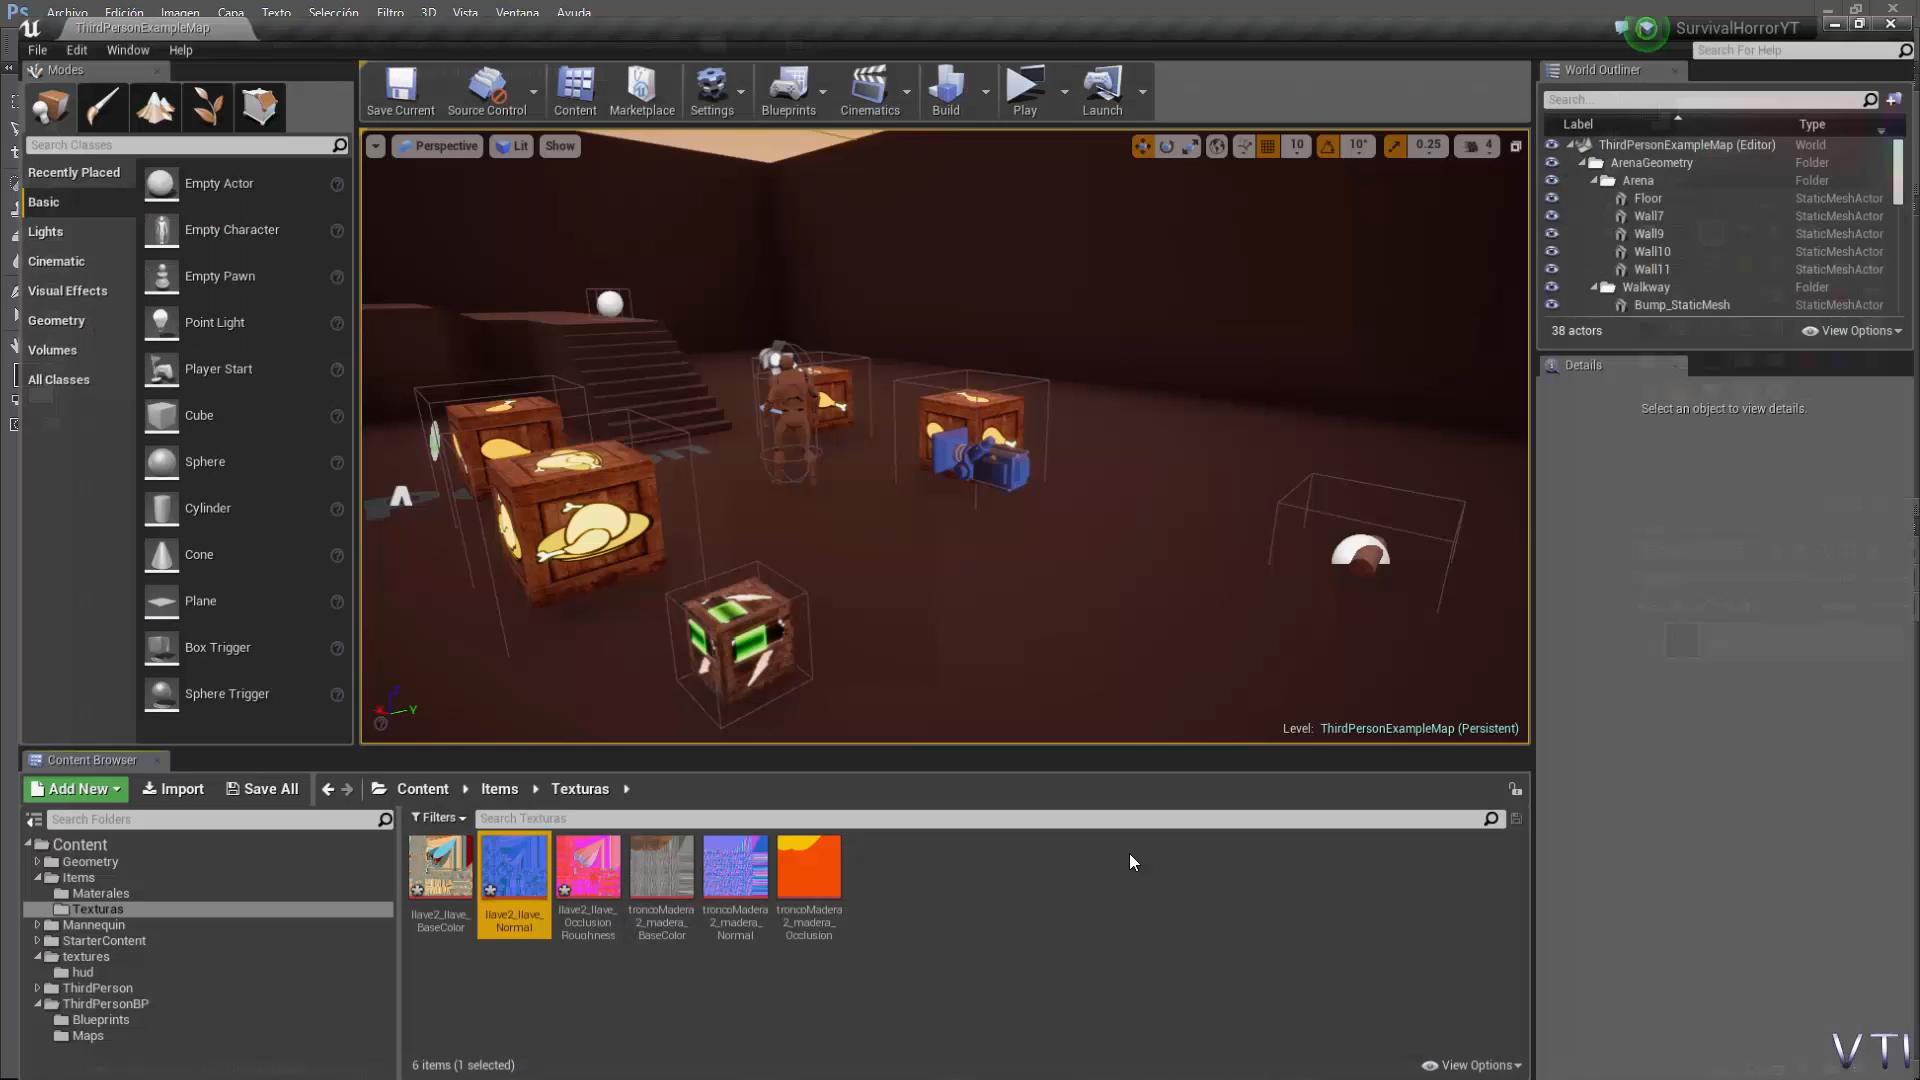 Ps Archivo Edición Imagen Capa Texto Selección Filtro 3D Vista Ventana Ayuda
ThirdPersonExampleMap
SurvivalHorrorYT
File Edit Window Help
Search For Help
Modes
Search Classes
Recently Placed
Basic
Lights
Cinematic
Visual Effects
Geometry
Volumes
All Classes
Empty Actor
Empty Character
Empty Pawn
Point Light
Player Start
Cube
Sphere
Cylinder
Cone
Plane
Box Trigger
Sphere Trigger
Save Current Source Control Content Marketplace Settings Blueprints Cinematics Build Play Launch
Perspective Lit Show
10 10° 0.25 4
Z
X Y
Level: ThirdPersonExampleMap (Persistent)
World Outliner
Search...
Label Type
ThirdPersonExampleMap (Editor) World
ArenaGeometry Folder
Arena Folder
Floor StaticMeshActor
Wall7 StaticMeshActor
Wall9 StaticMeshActor
Wall10 StaticMeshActor
Wall11 StaticMeshActor
Walkway Folder
Bump_StaticMesh StaticMeshActor
38 actors View Options
Details
Select an object to view details.
Content Browser
Add New Import Save All Content Items Texturas
Search Folders
Filters Search Texturas
Content
Geometry
Items
Materales
Texturas
Mannequin
StarterContent
textures
hud
ThirdPerson
ThirdPersonBP
Blueprints
Maps
llave2_llave_
BaseColor
llave2_llave_
Normal
llave2_llave_
Occlusion
Roughness
troncoMadera
2_madera_
BaseColor
troncoMadera
2_madera_
Normal
troncoMadera
2_madera_
Occlusion
6 items (1 selected)
View Options
VTI